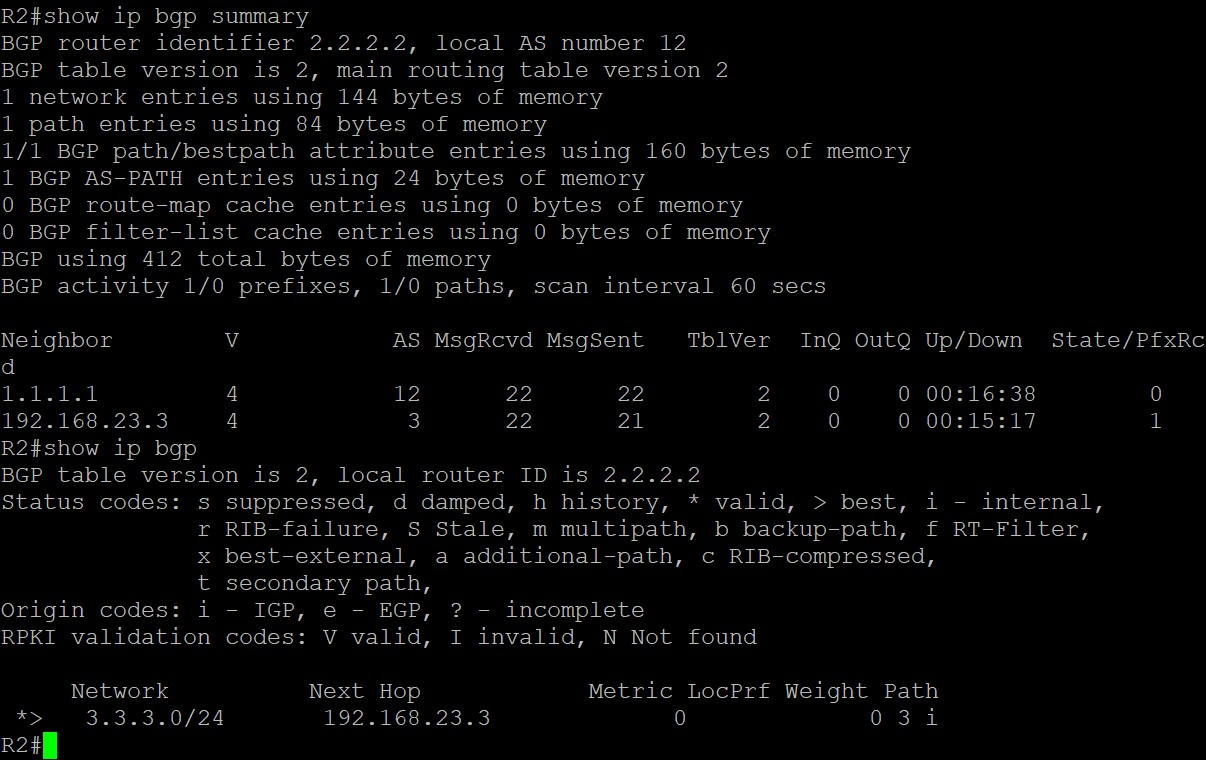 R2#show ip bgp summary
BGP router identifier 2.2.2.2, local AS number 12
BGP table version is 2, main routing table version 2
1 network entries using 144 bytes of memory
1 path entries using 84 bytes of memory
1/1 BGP path/bestpath attribute entries using 160 bytes of memory
1 BGP AS-PATH entries using 24 bytes of memory
0 BGP route-map cache entries using 0 bytes of memory
0 BGP filter-list cache entries using 0 bytes of memory
BGP using 412 total bytes of memory
BGP activity 1/0 prefixes, 1/0 paths, scan interval 60 secs

Neighbor        V           AS MsgRcvd MsgSent   TblVer  InQ OutQ Up/Down  State/PfxRc
d
1.1.1.1         4           12      22      22        2    0    0 00:16:38        0
192.168.23.3    4            3      22      21        2    0    0 00:15:17        1
R2#show ip bgp
BGP table version is 2, local router ID is 2.2.2.2
Status codes: s suppressed, d damped, h history, * valid, > best, i - internal,
              r RIB-failure, S Stale, m multipath, b backup-path, f RT-Filter,
              x best-external, a additional-path, c RIB-compressed,
              t secondary path,
Origin codes: i - IGP, e - EGP, ? - incomplete
RPKI validation codes: V valid, I invalid, N Not found

     Network          Next Hop            Metric LocPrf Weight Path
 *>   3.3.3.0/24       192.168.23.3             0             0 3 i
R2#